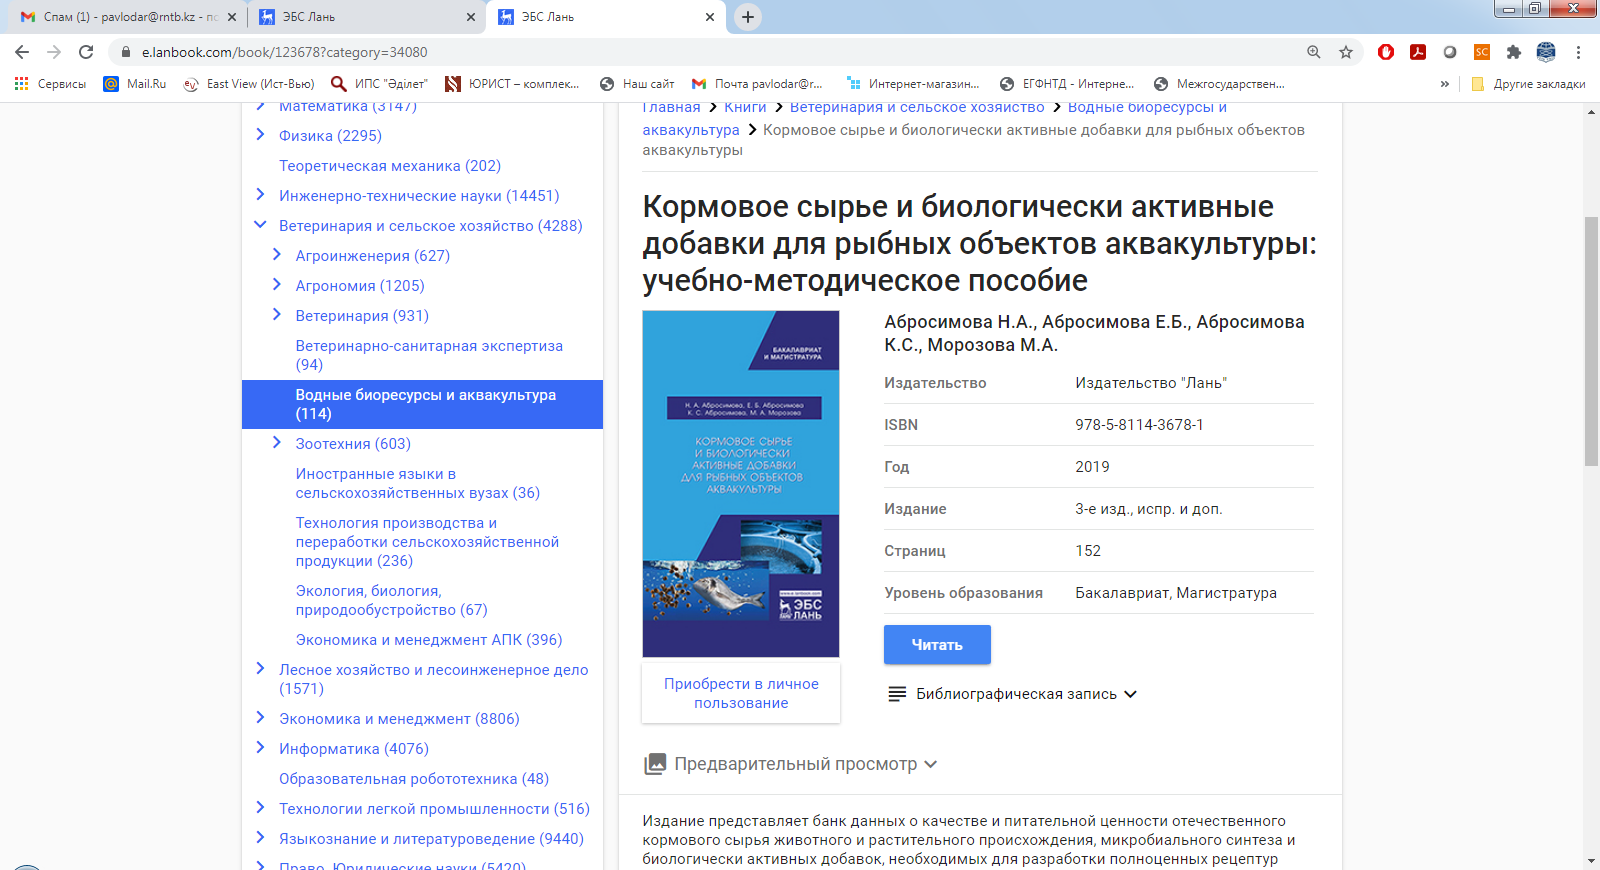 Спам (1) - pavlodar@rntb.kz - по
ЭБС Лань
ЭБС Лань
e.lanbook.com/book/123678?category=34080
Сервисы
Mail.Ru
East View (Ист-Вью)
ИПС "Әділет"
ЮРИСТ – комплек...
Наш сайт
Почта pavlodar@r...
Интернет-магазин...
ЕГФНТД - Интерне...
Межгосударствен...
»
Другие закладки
Математика (3147)
Физика (2295)
Теоретическая механика (202)
Инженерно-технические науки (14451)
Ветеринария и сельское хозяйство (4288)
Агроинженерия (627)
Агрономия (1205)
Ветеринария (931)
Ветеринарно-санитарная экспертиза
(94)
Водные биоресурсы и аквакультура
(114)
Зоотехния (603)
Иностранные языки в
сельскохозяйственных вузах (36)
Технология производства и
переработки сельскохозяйственной
продукции (236)
Экология, биология,
природообустройство (67)
Экономика и менеджмент АПК (396)
Лесное хозяйство и лесоинженерное дело
(1571)
Экономика и менеджмент (8806)
Информатика (4076)
Образовательная робототехника (48)
Технологии легкой промышленности (516)
Языкознание и литературоведение (9440)
Право. Юридические науки (5420)
Главная > Книги > Ветеринария и сельское хозяйство > Водные биоресурсы и
аквакультура > Кормовое сырье и биологически активные добавки для рыбных объектов
аквакультуры
Кормовое сырье и биологически активные
добавки для рыбных объектов аквакультуры:
учебно-методическое пособие
БАКАЛАВРИАТ
И МАГИСТРАТУРА
Н. А. Абросимова, Е. Б. Абросимова
К. С. Абросимова, М. А. Морозова
КОРМОВОЕ СЫРЬЕ
И БИОЛОГИЧЕСКИ
АКТИВНЫЕ ДОБАВКИ
ДЛЯ РЫБНЫХ ОБЪЕКТОВ
АКВАКУЛЬТУРЫ
ЭБС
ЛАНЬ
Приобрести в личное
пользование
Абросимова Н.А., Абросимова Е.Б., Абросимова
К.С., Морозова М.А.
Издательство Издательство "Лань"
ISBN 978-5-8114-3678-1
Год 2019
Издание 3-е изд., испр. и доп.
Страниц 152
Уровень образования Бакалавриат, Магистратура
Читать
Библиографическая запись
Предварительный просмотр
Издание представляет банк данных о качестве и питательной ценности отечественного
кормового сырья животного и растительного происхождения, микробиального синтеза и
биологически активных добавок, необходимых для разработки полноценных рецептур